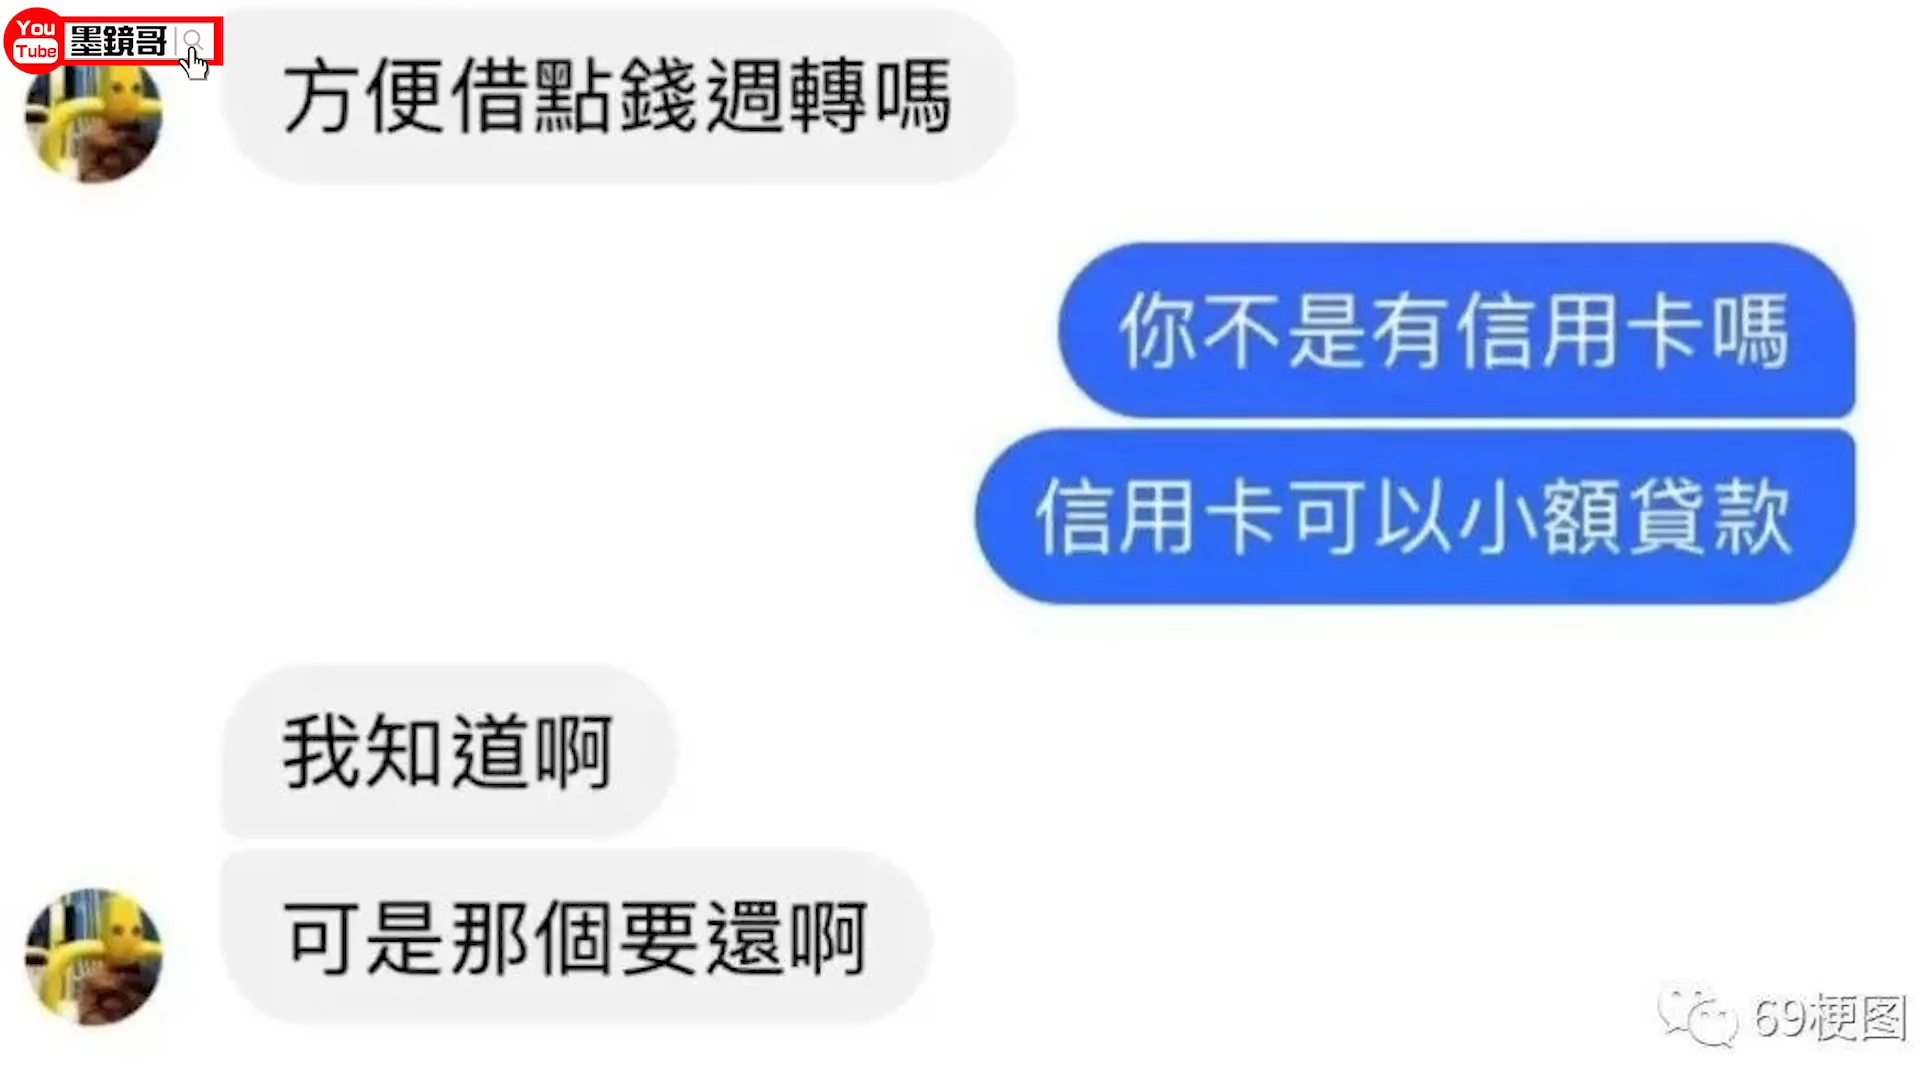 You
Tube
墨鏡哥
方便借點錢週轉嗎
你不是有信用卡嗎
信用卡可以小額貸款
我知道啊
可是那個要還啊
69梗图